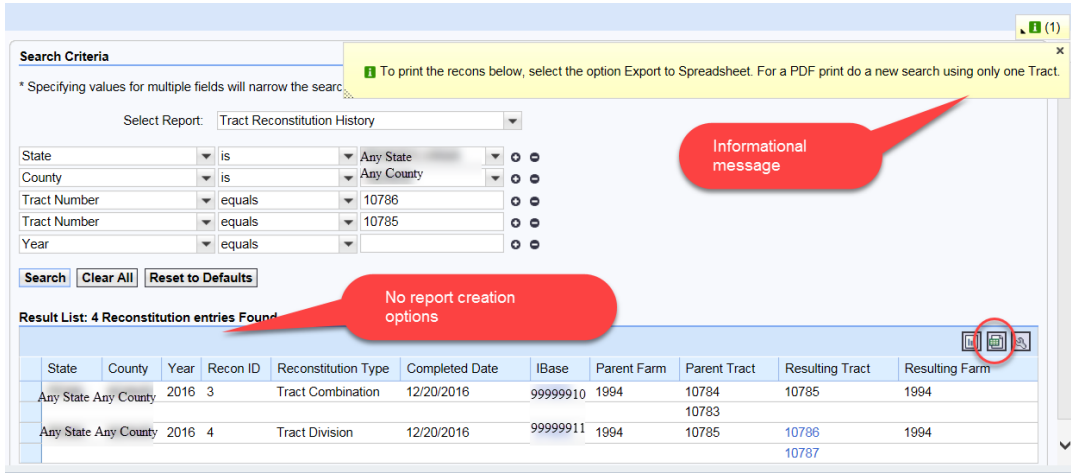 (1)
Search Criteria
To print the recons below, select the option Export to Spreadsheet. For a PDF print do a new search using only one Tract.
* Specifying values for multiple fields will narrow the searc
Select Report: Tract Reconstitution History
Informational
message
State is Any State
County is Any County
Tract Number equals 10786
Tract Number equals 10785
Year equals
Search Clear All Reset to Defaults
No report creation
options
Result List: 4 Reconstitution entries Found
State County Year Recon ID Reconstitution Type Completed Date IBase Parent Farm Parent Tract Resulting Tract Resulting Farm
Any State Any County 2016 3 Tract Combination 12/20/2016 99999910 1994 10784 10785 1994
10783
Any State Any County 2016 4 Tract Division 12/20/2016 99999911 1994 10785 10786 1994
10787